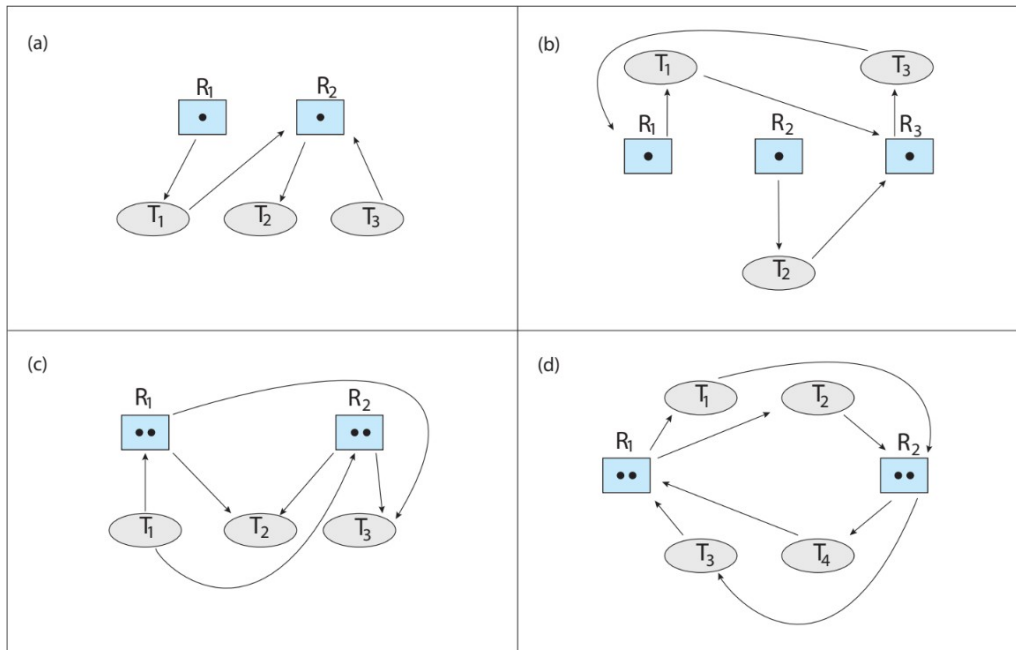 (a)
R1 R2
T1 T2 T3
(b)
T1 T3
R1 R2 R3
T2
(c)
R1 R2
T1 T2 T3
(d)
T1 T2
R1 R2
T3 T4